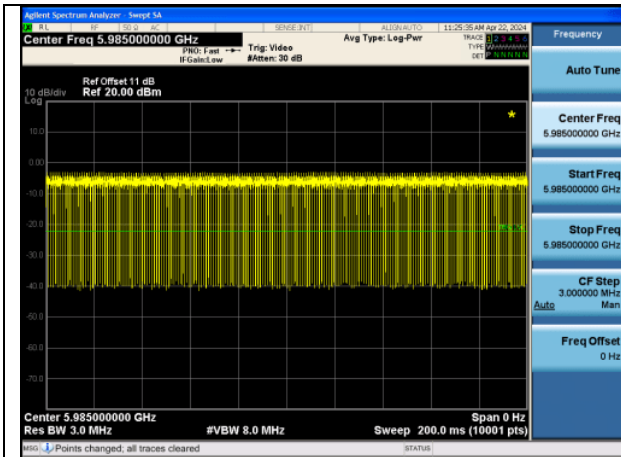 Agilent Spectrum Analyzer - Swept SA
RL RF 50 Ω AC SENSE:INT ALIGN AUTO 11:25:35 AM Apr 22, 2024
Center Freq 5.985000000 GHz
PNO: Fast
IFGain:Low
Trig: Video
#Atten: 30 dB
Avg Type: Log-Pwr
TRACE 1 2 3 4 5 6
TYPE
DET P N N N N N
Ref Offset 11 dB
10 dB/div Ref 20.00 dBm
Log
10.0
0.00
-10.0
-20.0
-30.0
-40.0
-50.0
-60.0
-70.0
Center 5.985000000 GHz Span 0 Hz
Res BW 3.0 MHz #VBW 8.0 MHz Sweep 200.0 ms (10001 pts)
MSG Points changed; all traces cleared STATUS
Frequency
Auto Tune
Center Freq
5.985000000 GHz
Start Freq
5.985000000 GHz
Stop Freq
5.985000000 GHz
CF Step
3.000000 MHz
Auto Man
Freq Offset
0 Hz